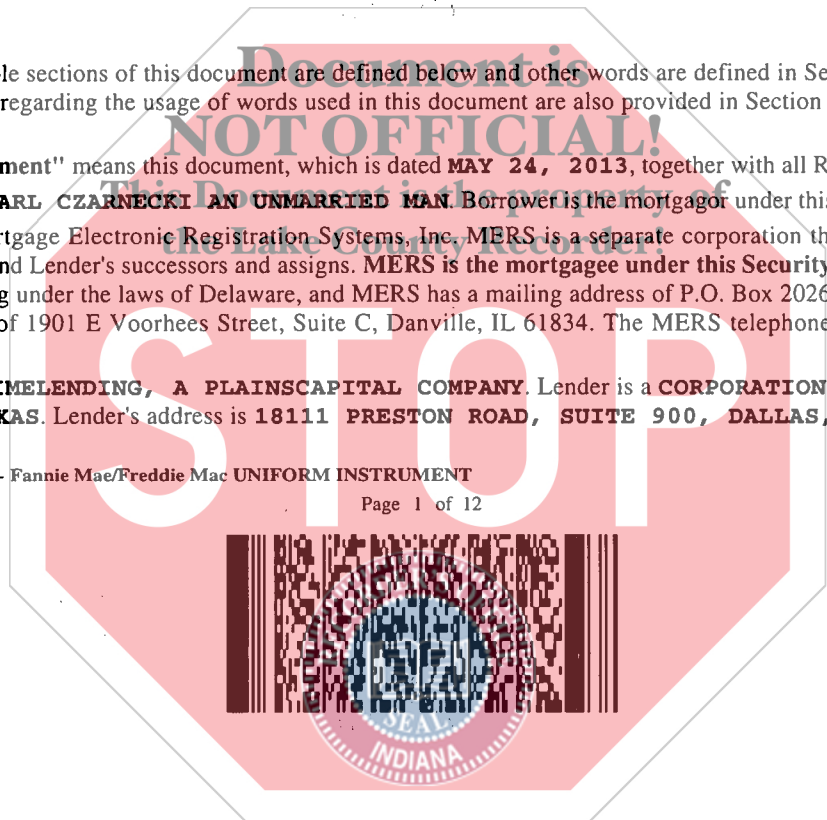 Document is
le sections of this document are defined below and other words are defined in Se
regarding the usage of words used in this document are also provided in Section
NOT OFFICIAL!
ment" means this document, which is dated MAY 24, 2013, together with all R
This Document is the property of
ARL CZARNECKI AN UNMARRIED MAN. Borrower is the mortgagor under this
the Lake County Recorder!
rtgage Electronic Registration Systems, Inc. MERS is a separate corporation th
nd Lender's successors and assigns. MERS is the mortgagee under this Security
g under the laws of Delaware, and MERS has a mailing address of P.O. Box 2026
of 1901 E Voorhees Street, Suite C, Danville, IL 61834. The MERS telephone
STOP
IMELENDING, A PLAINSCAPITAL COMPANY. Lender is a CORPORATION
KAS. Lender's address is 18111 PRESTON ROAD, SUITE 900, DALLAS,
- Fannie Mae/Freddie Mac UNIFORM INSTRUMENT
Page 1 of 12
RECORDER'S OFFICE
SEAL
INDIANA